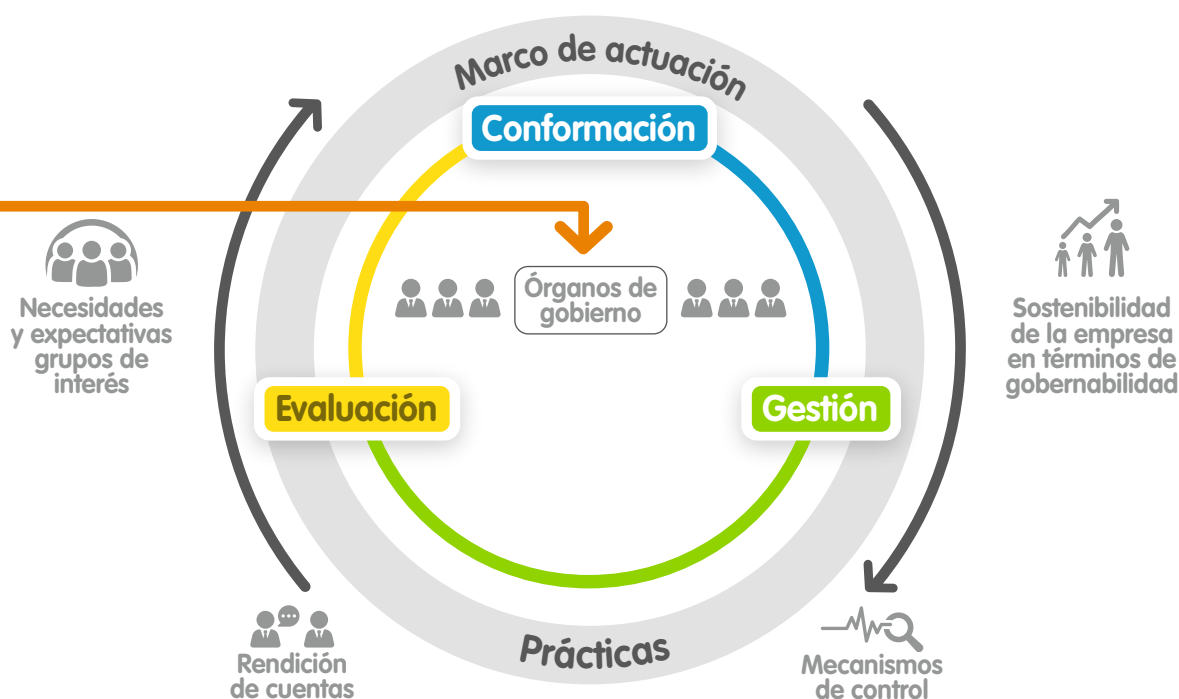 Marco de actuación
Conformación
Órganos de
gobierno
Necesidades
y expectativas
grupos de
interés
Sostenibilidad
de la empresa
en términos de
gobernabilidad
Evaluación
Gestión
Prácticas
Rendición
de cuentas
Mecanismos
de control